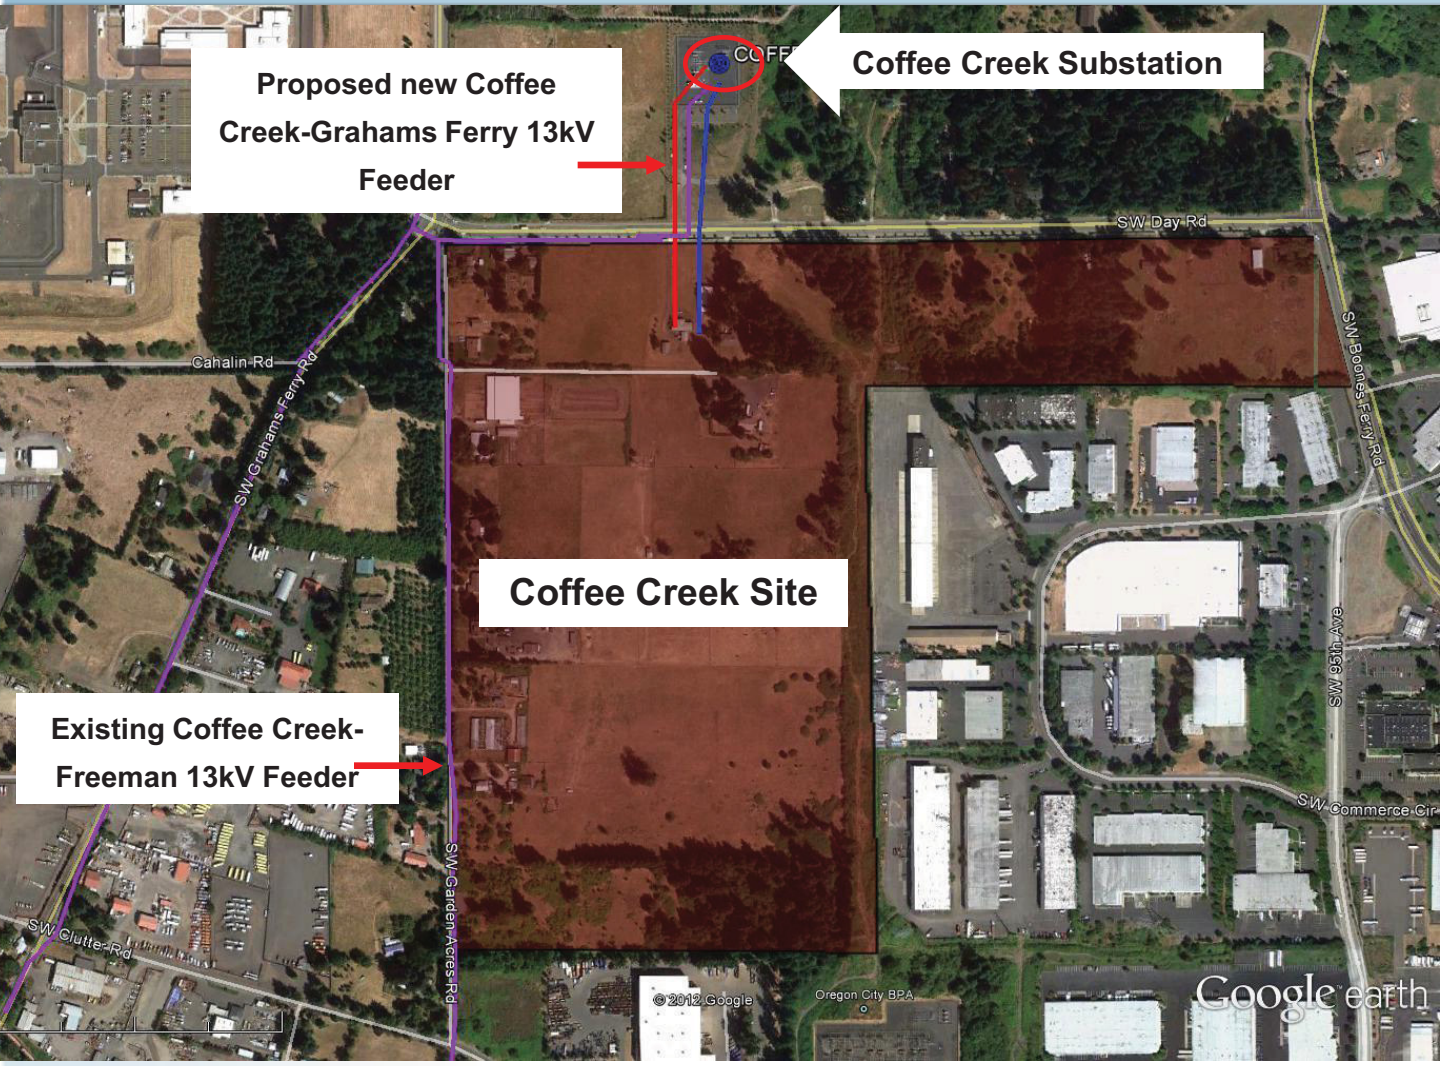 COFFE
Coffee Creek Substation
Proposed new Coffee
Creek-Grahams Ferry 13kV
Feeder
SW Day Rd
Cahalin Rd
SW Grahams Ferry Rd
SW Boones Ferry Rd
Coffee Creek Site
SW 95th Ave
Existing Coffee Creek-
Freeman 13kV Feeder
SW Commerce Cir
SW Garden Acres Rd
SW Clutter Rd
© 2012 Google
Oregon City BPA
Google earth